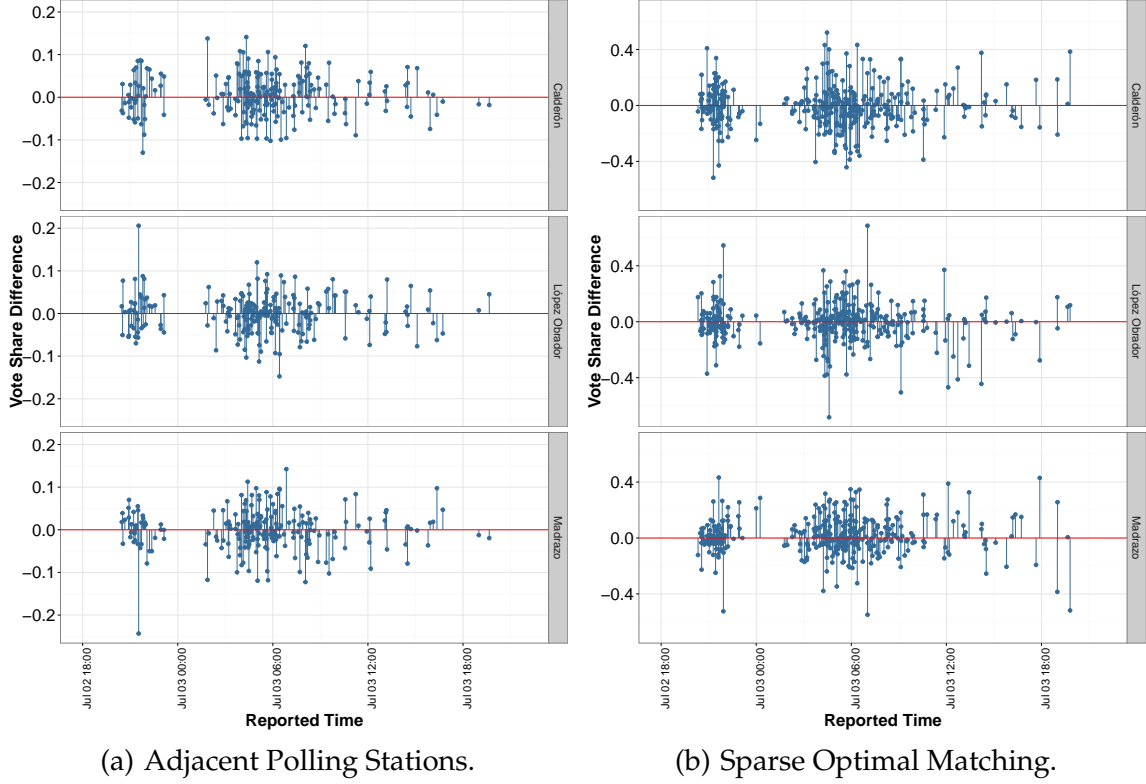 0.2
0.1
0.0
−0.1
−0.2
Calderón
0.2
0.1
0.0
−0.1
−0.2
López Obrador
0.2
0.1
0.0
−0.1
−0.2
Madrazo
Vote Share Difference
Jul 02 18:00
Jul 03 00:00
Jul 03 06:00
Jul 03 12:00
Jul 03 18:00
Reported Time
(a) Adjacent Polling Stations.
0.4
0.0
−0.4
Calderón
0.4
0.0
−0.4
López Obrador
0.4
0.0
−0.4
Madrazo
Vote Share Difference
Jul 02 18:00
Jul 03 00:00
Jul 03 06:00
Jul 03 12:00
Jul 03 18:00
Reported Time
(b) Sparse Optimal Matching.